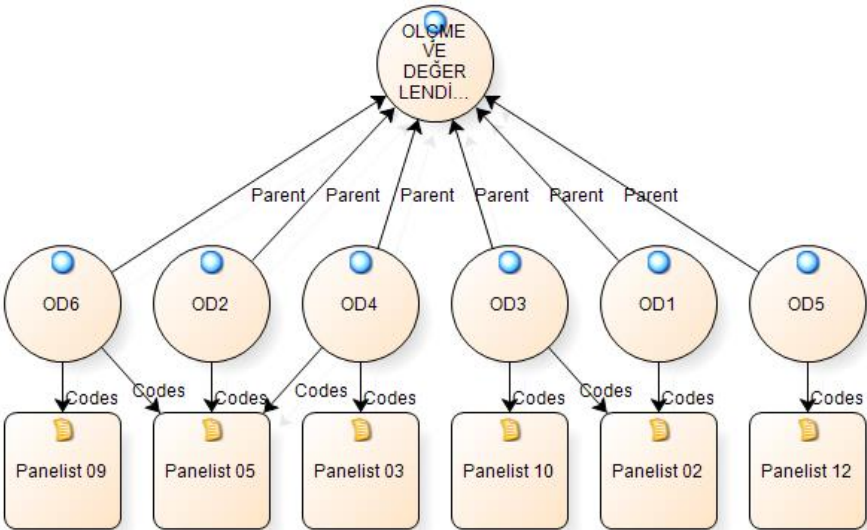 OLÇME
VE
DEĞER
LENDİ...
Parent Parent Parent Parent Parent Parent
OD6 OD2 OD4 OD3 OD1 OD5
Codes Codes Codes Codes Codes Codes Codes Codes Codes
Panelist 09 Panelist 05 Panelist 03 Panelist 10 Panelist 02 Panelist 12